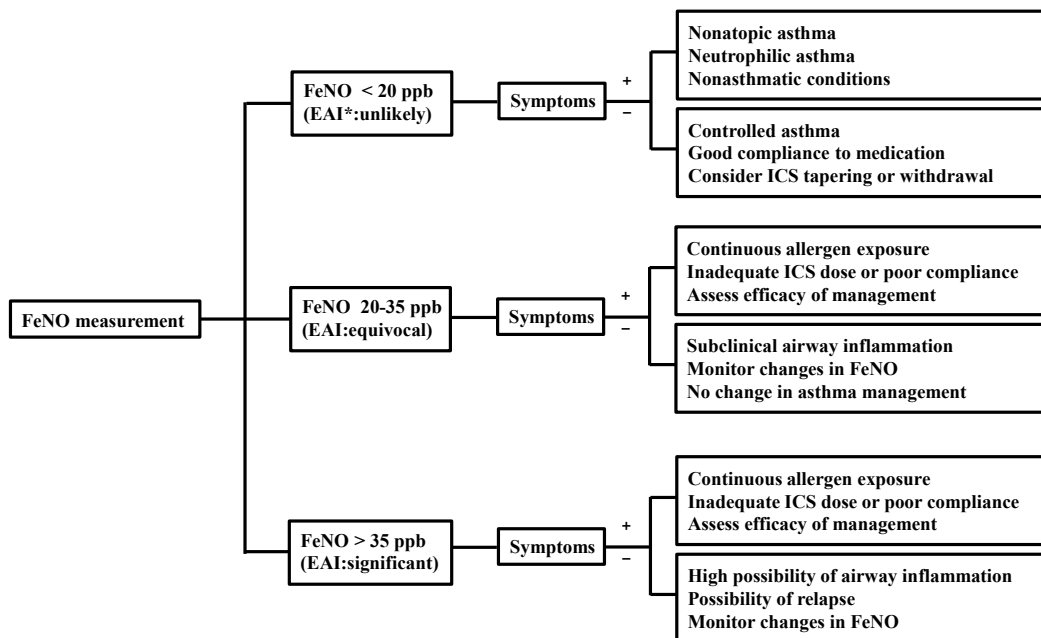 FeNO measurement
FeNO < 20 ppb
(EAI*:unlikely)
Symptoms
+
−
Nonatopic asthma
Neutrophilic asthma
Nonasthmatic conditions
Controlled asthma
Good compliance to medication
Consider ICS tapering or withdrawal
FeNO 20-35 ppb
(EAI:equivocal)
Symptoms
+
−
Continuous allergen exposure
Inadequate ICS dose or poor compliance
Assess efficacy of management
Subclinical airway inflammation
Monitor changes in FeNO
No change in asthma management
FeNO > 35 ppb
(EAI:significant)
Symptoms
+
−
Continuous allergen exposure
Inadequate ICS dose or poor compliance
Assess efficacy of management
High possibility of airway inflammation
Possibility of relapse
Monitor changes in FeNO